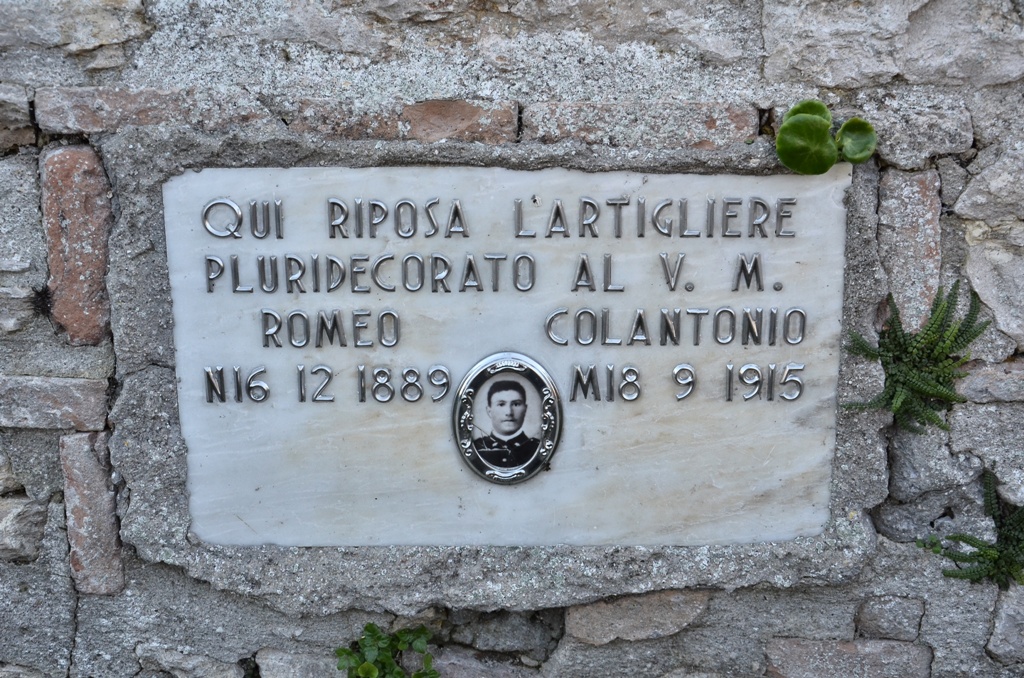 QUI RIPOSA L'ARTIGLIERE
PLURIDECORATO AL V. M.
ROMEO COLANTONIO
N16 12 1889 M18 9 1915